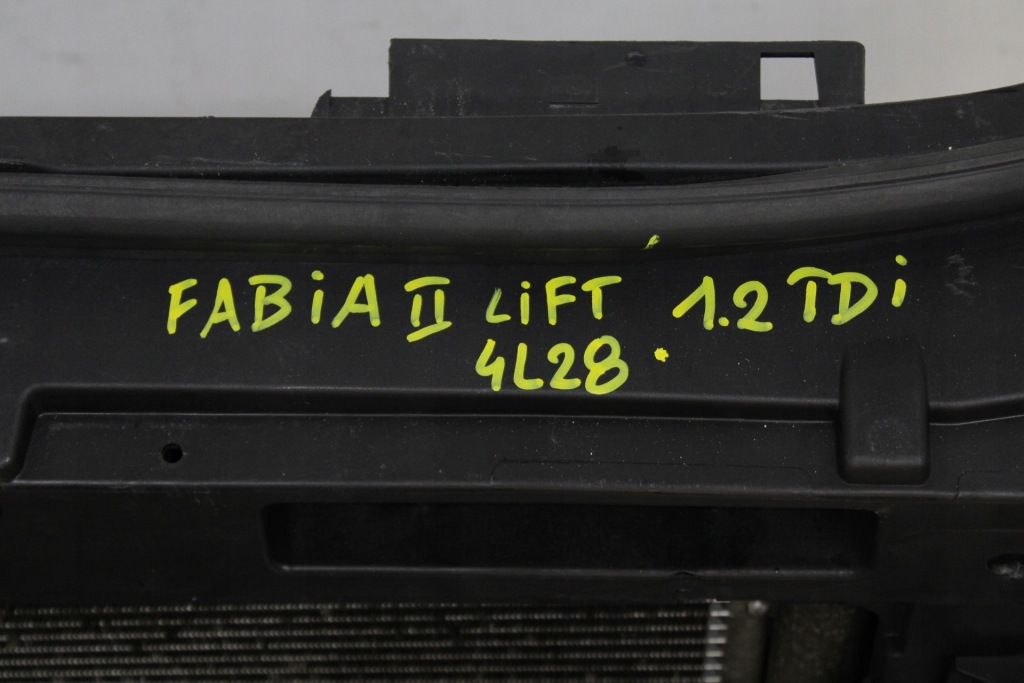 FABiA II LiFT 1.2 TDi
4L28